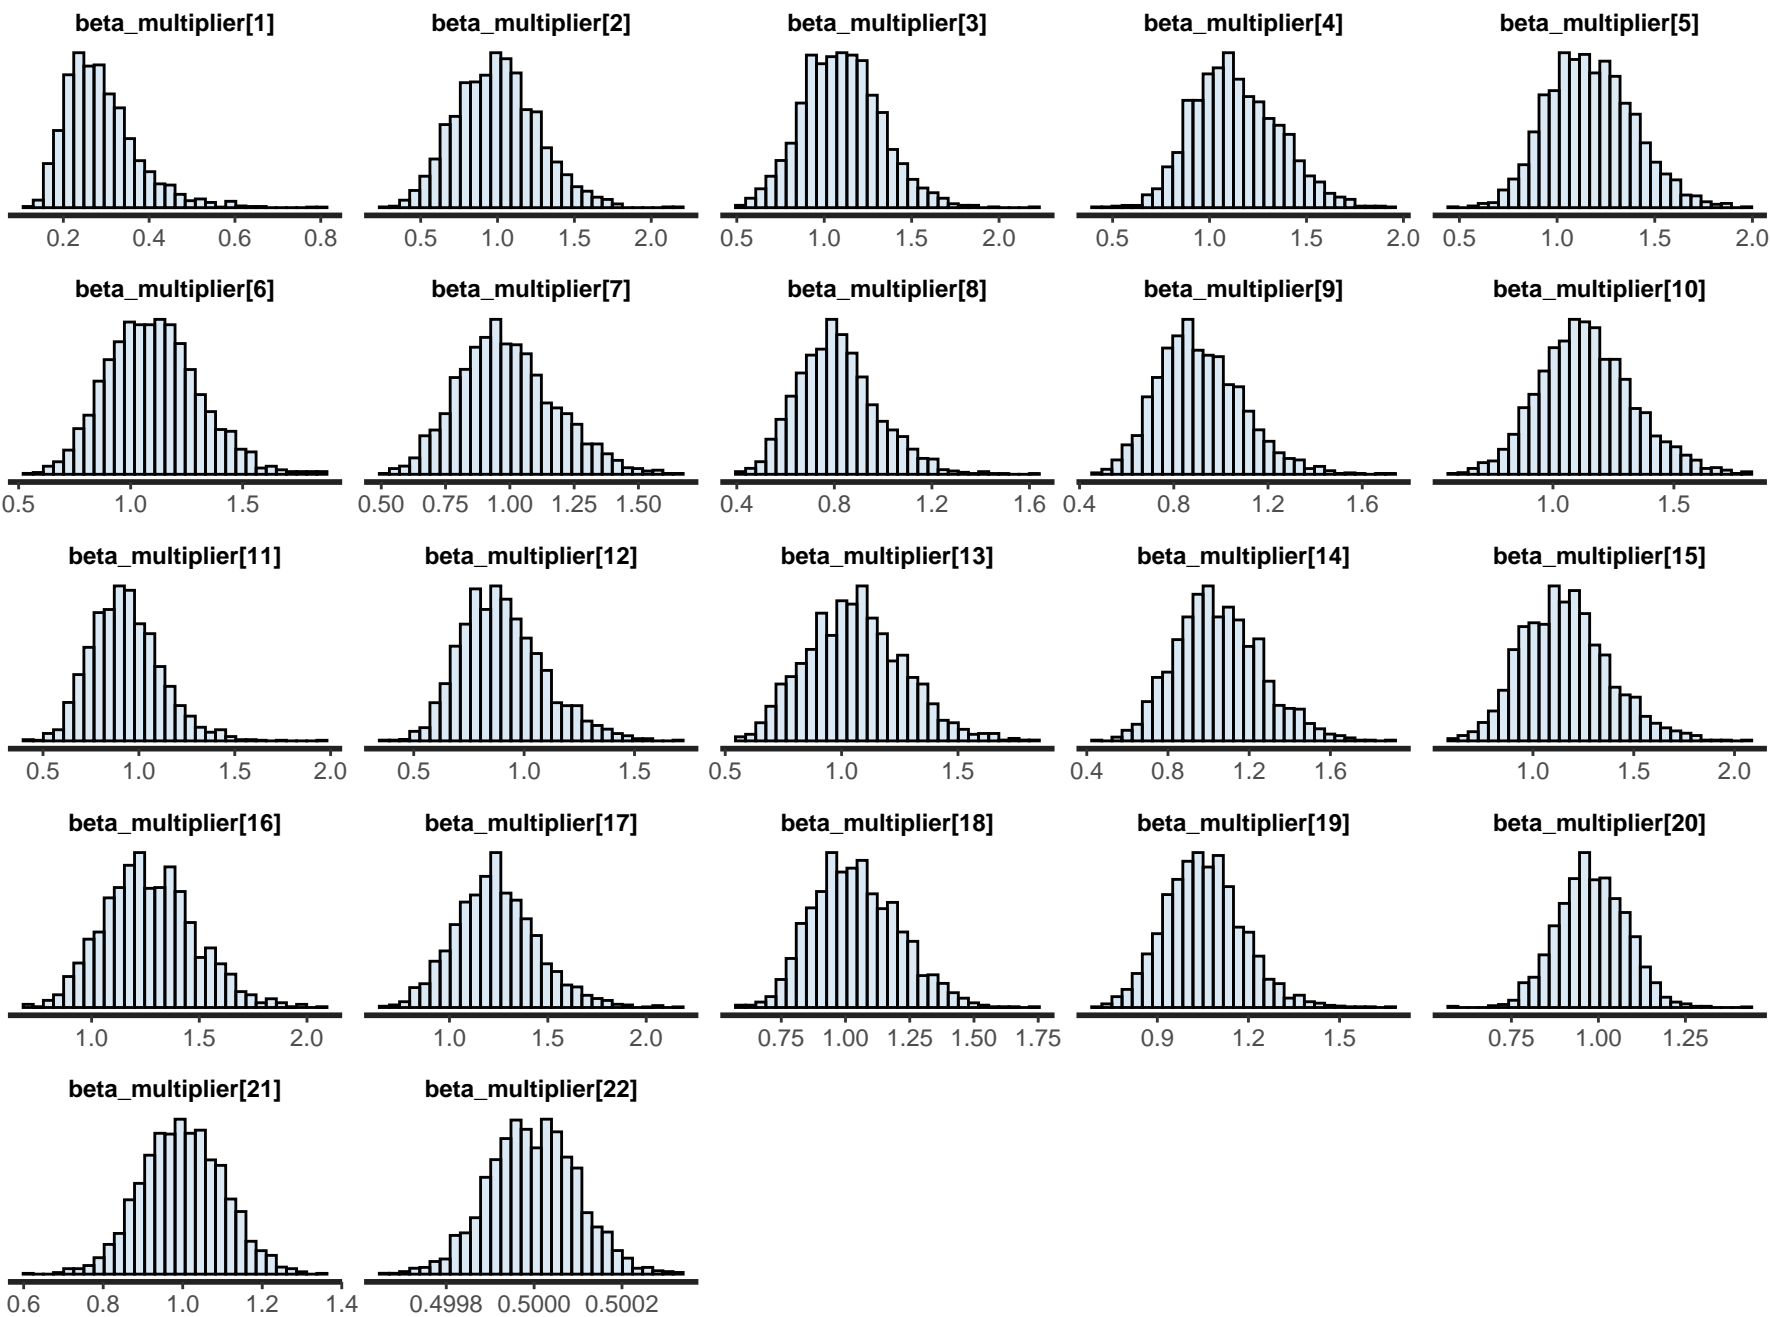 beta_multiplier[1] beta_multiplier[2] beta_multiplier[3] beta_multiplier[4] beta_multiplier[5]
0.2 0.4 0.6 0.8 0.5 1.0 1.5 2.0 0.5 1.0 1.5 2.0 0.5 1.0 1.5 2.0 0.5 1.0 1.5 2.0
beta_multiplier[6] beta_multiplier[7] beta_multiplier[8] beta_multiplier[9] beta_multiplier[10]
0.5 1.0 1.5 0.50 0.75 1.00 1.25 1.50 0.4 0.8 1.2 1.6 0.4 0.8 1.2 1.6 1.0 1.5
beta_multiplier[11] beta_multiplier[12] beta_multiplier[13] beta_multiplier[14] beta_multiplier[15]
0.5 1.0 1.5 2.0 0.5 1.0 1.5 0.5 1.0 1.5 0.4 0.8 1.2 1.6 1.0 1.5 2.0
beta_multiplier[16] beta_multiplier[17] beta_multiplier[18] beta_multiplier[19] beta_multiplier[20]
1.0 1.5 2.0 1.0 1.5 2.0 0.75 1.00 1.25 1.50 1.75 0.9 1.2 1.5 0.75 1.00 1.25
beta_multiplier[21] beta_multiplier[22]
0.6 0.8 1.0 1.2 1.4 0.4998 0.5000 0.5002